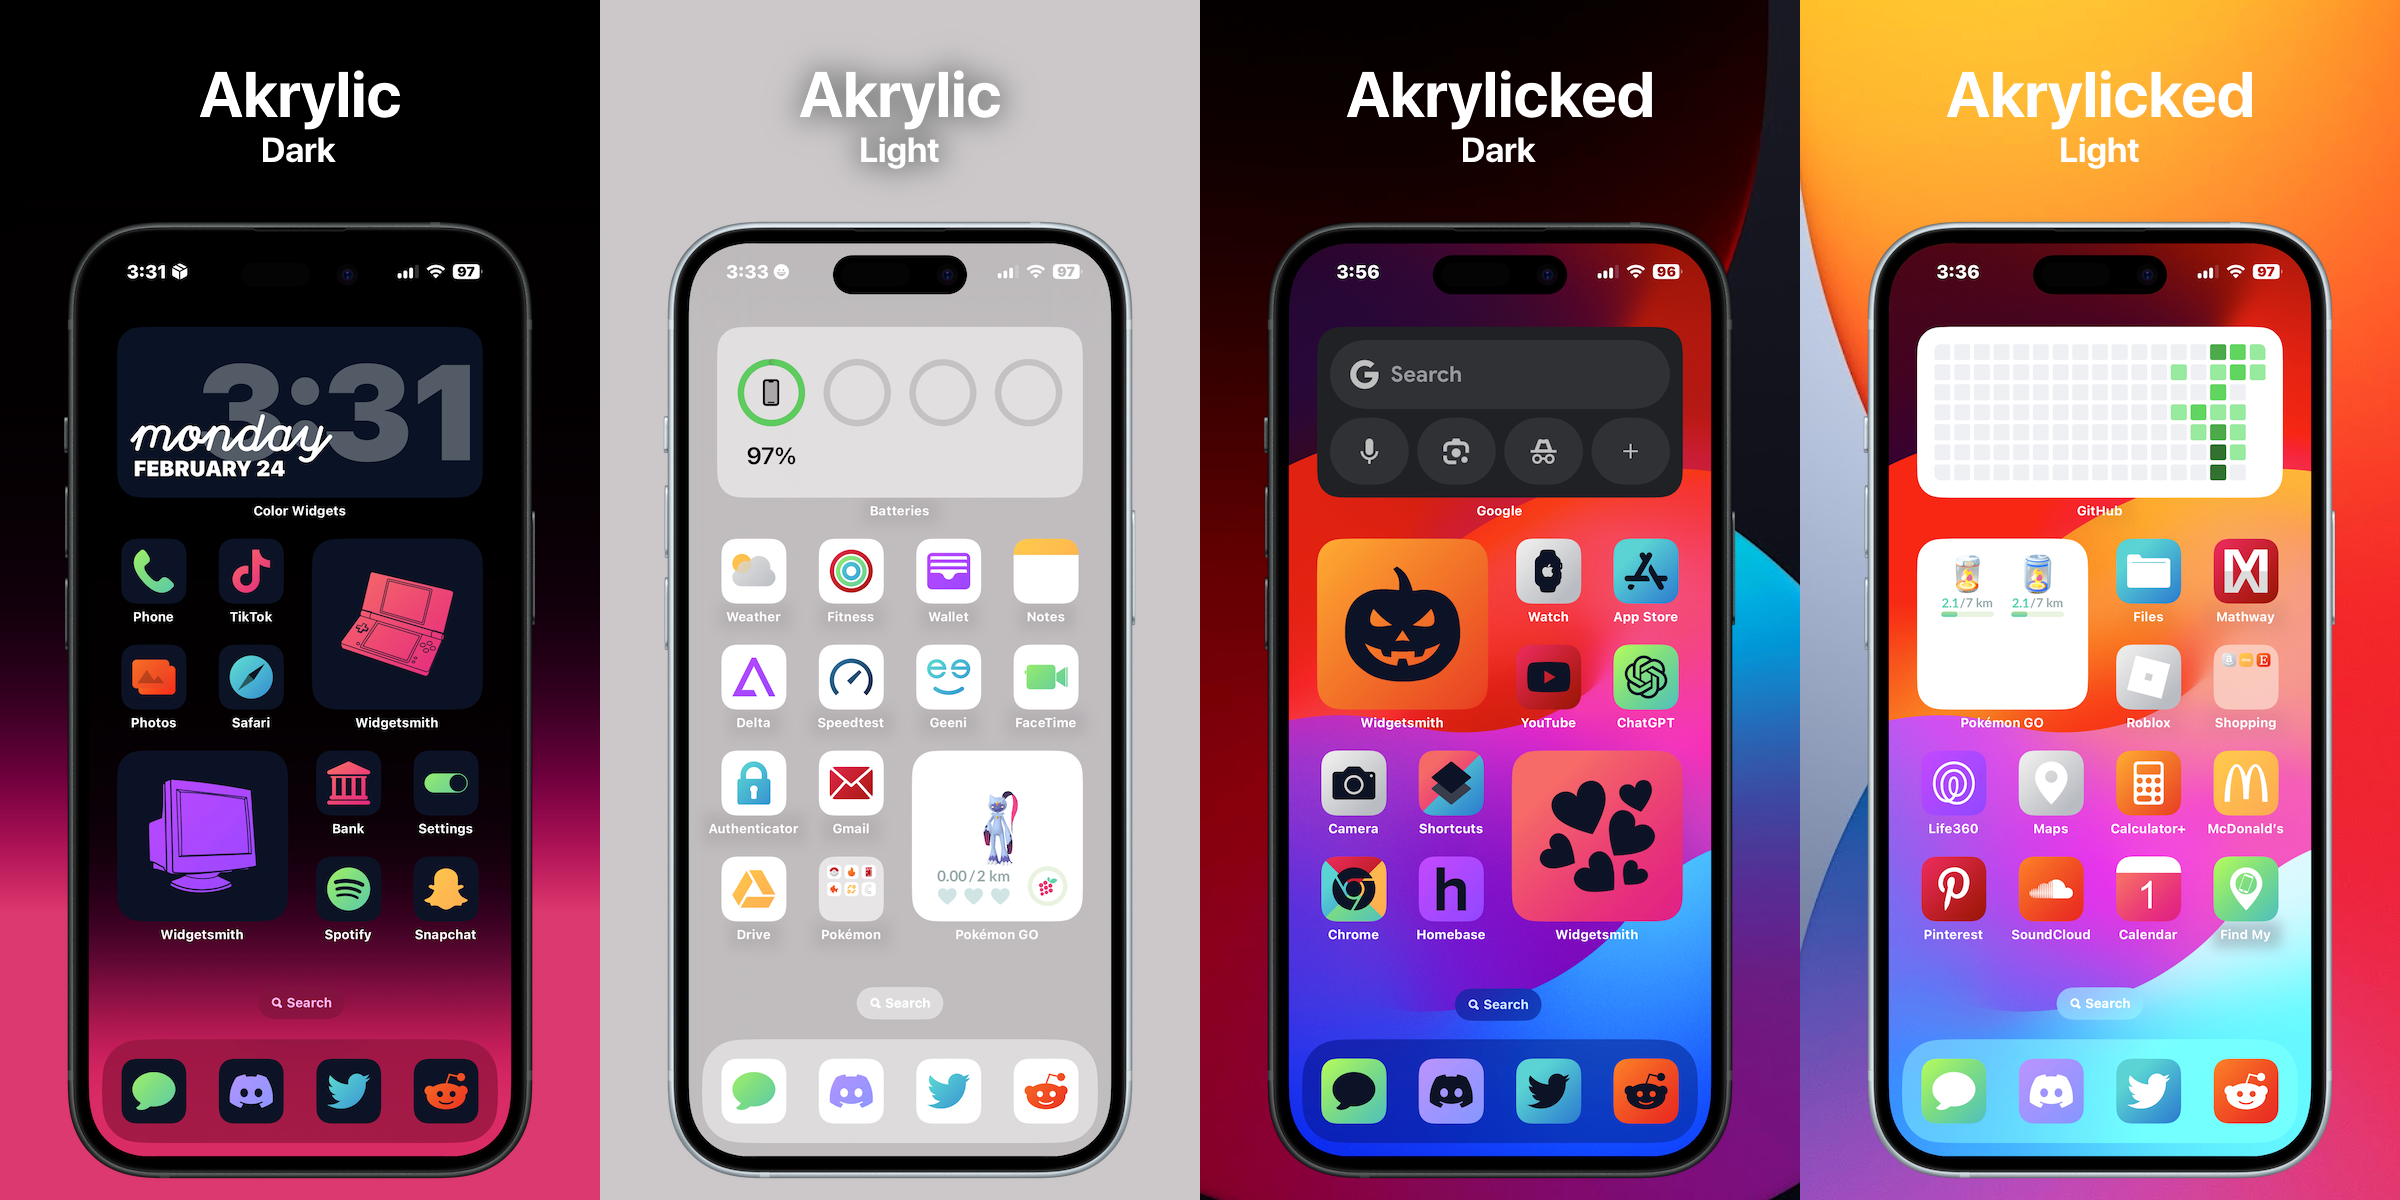 Akrylic
Dark
3:31
97
3:31
monday
FEBRUARY 24
Color Widgets
Phone
TikTok
Photos
Safari
Widgetsmith
Widgetsmith
Bank
Settings
Spotify
Snapchat
Search
Akrylic
Light
3:33
97
97%
Batteries
Weather
Fitness
Wallet
Notes
Delta
Speedtest
Geeni
FaceTime
Authenticator
Gmail
0.00/2 km
Drive
Pokémon
Pokémon GO
Search
Akrylicked
Dark
3:56
96
G Search
Google
Widgetsmith
Watch
App Store
YouTube
ChatGPT
Camera
Shortcuts
Chrome
h
Homebase
Widgetsmith
Search
Akrylicked
Light
3:36
97
GitHub
2.1/7 km
2.1/7 km
Pokémon GO
Files
M
Mathway
Roblox
Shopping
Life360
Maps
Calculator+
McDonald's
Pinterest
SoundCloud
1
Calendar
Find My
Search